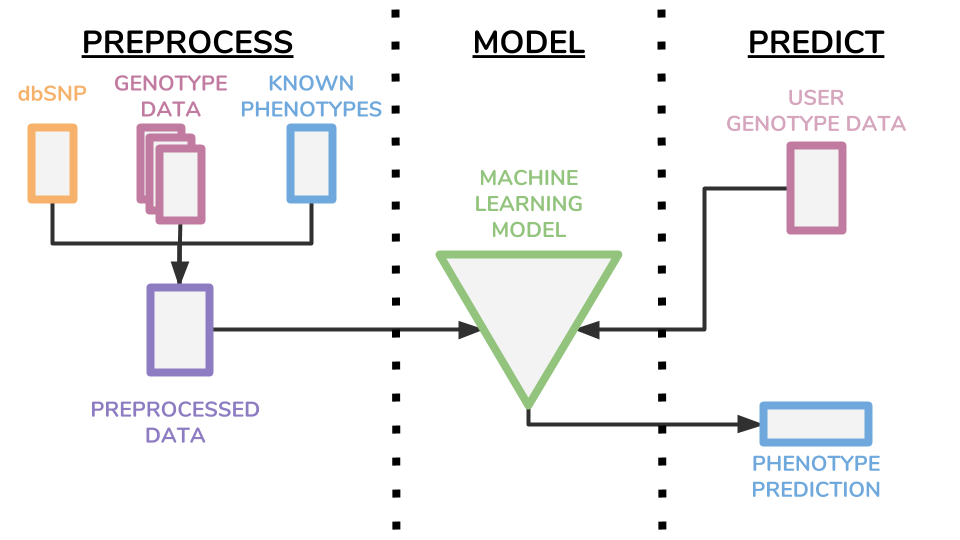 PREPROCESS
MODEL
PREDICT
dbSNP
GENOTYPE
DATA
KNOWN
PHENOTYPES
USER
GENOTYPE DATA
MACHINE
LEARNING
MODEL
PREPROCESSED
DATA
PHENOTYPE
PREDICTION